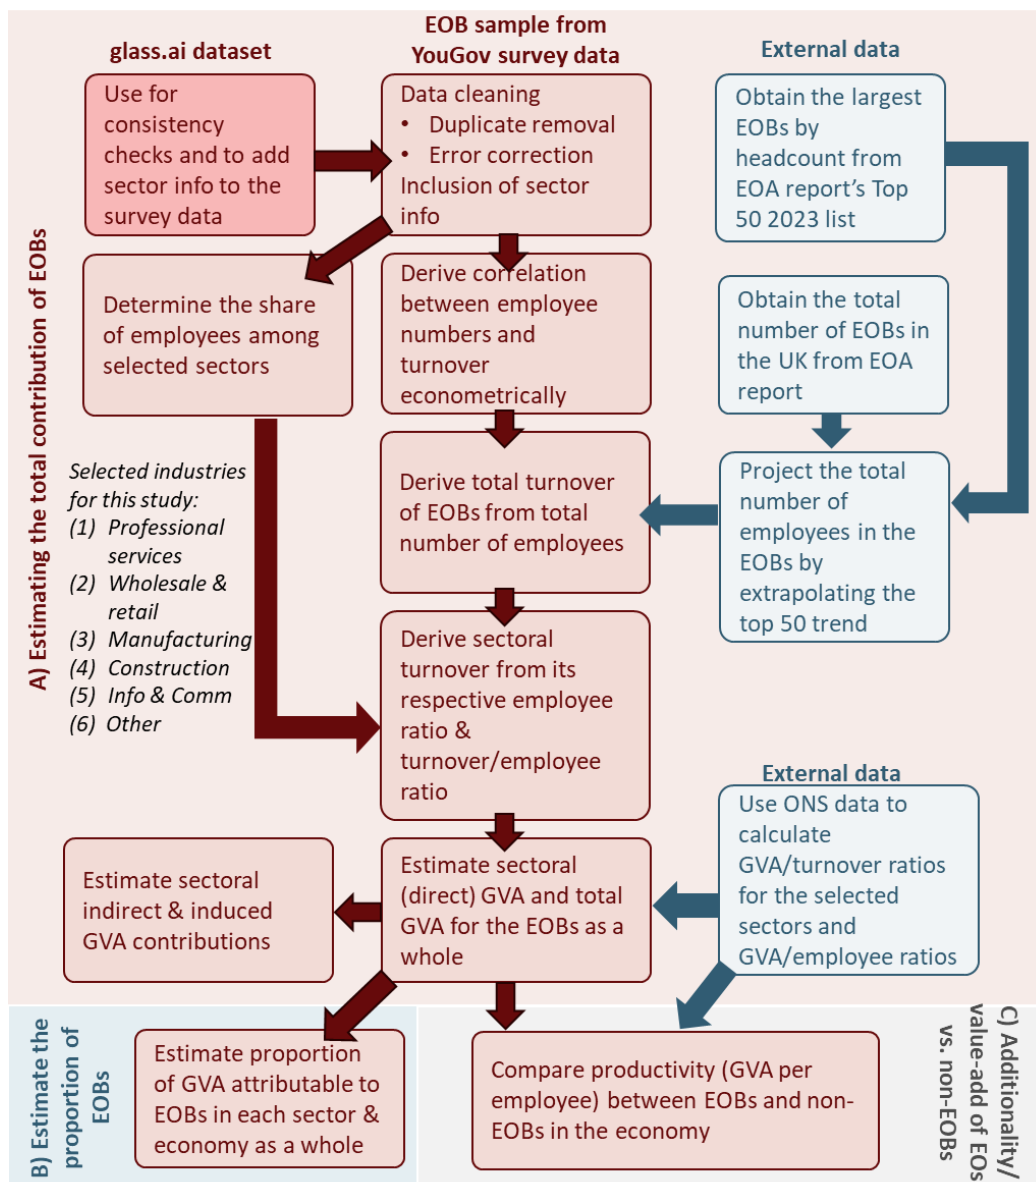 glass.ai dataset
EOB sample from
YouGov survey data
External data
Use for
consistency
checks and to add
sector info to the
survey data
Data cleaning
• Duplicate removal
• Error correction
Inclusion of sector
info
Obtain the largest
EOBs by
headcount from
EOA report's Top
50 2023 list
Determine the share
of employees among
selected sectors
Derive correlation
between employee
numbers and
turnover
econometrically
Obtain the total
number of EOBs in
the UK from EOA
report
A) Estimating the total contribution of EOBs
Selected industries
for this study:
(1) Professional
services
(2) Wholesale &
retail
(3) Manufacturing
(4) Construction
(5) Info & Comm
(6) Other
Derive total turnover
of EOBs from total
number of employees
Project the total
number of
employees in the
EOBs by
extrapolating the
top 50 trend
Derive sectoral
turnover from its
respective employee
ratio &
turnover/employee
ratio
External data
Use ONS data to
calculate
GVA/turnover ratios
for the selected
sectors and
GVA/employee ratios
Estimate sectoral
indirect & induced
GVA contributions
Estimate sectoral
(direct) GVA and total
GVA for the EOBs as a
whole
B) Estimate the
proportion of
EOBs
Estimate proportion
of GVA attributable to
EOBs in each sector &
economy as a whole
Compare productivity (GVA per
employee) between EOBs and non-
EOBs in the economy
C) Additionality/
value-add of EOs
vs. non-EOBs